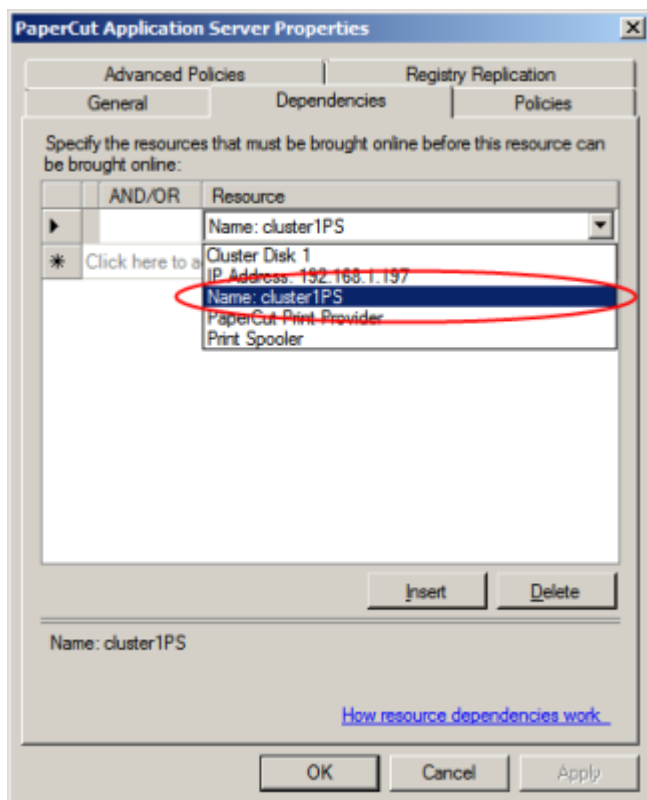 PaperCut Application Server Properties
Advanced Policies Registry Replication
General Dependencies Policies
Specify the resources that must be brought online before this resource can
be brought online:
AND/OR Resource
Name: cluster1PS
Click here to a
Cluster Disk 1
IP Address: 192.168.1.197
Name: cluster1PS
PaperCut Print Provider
Print Spooler
Insert Delete
Name: cluster1PS
How resource dependencies work
OK Cancel Apply